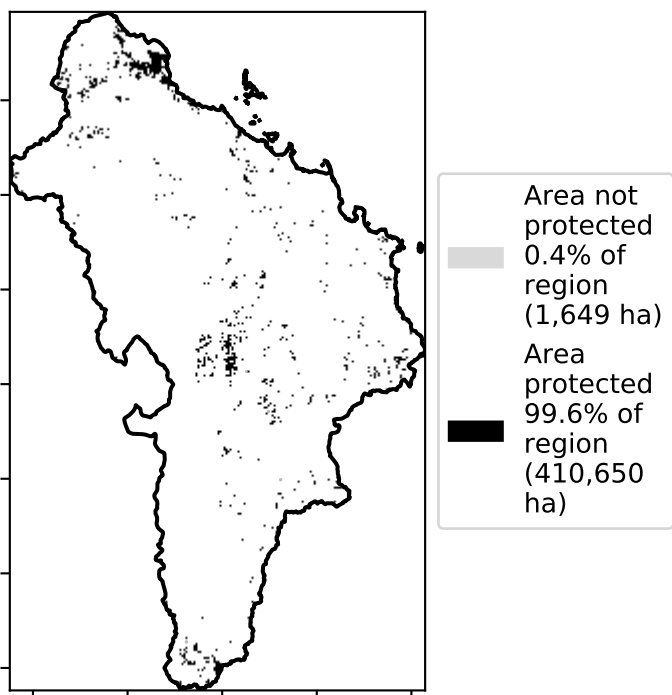 Area not
protected
0.4% of
region
(1,649 ha)
Area
protected
99.6% of
region
(410,650
ha)